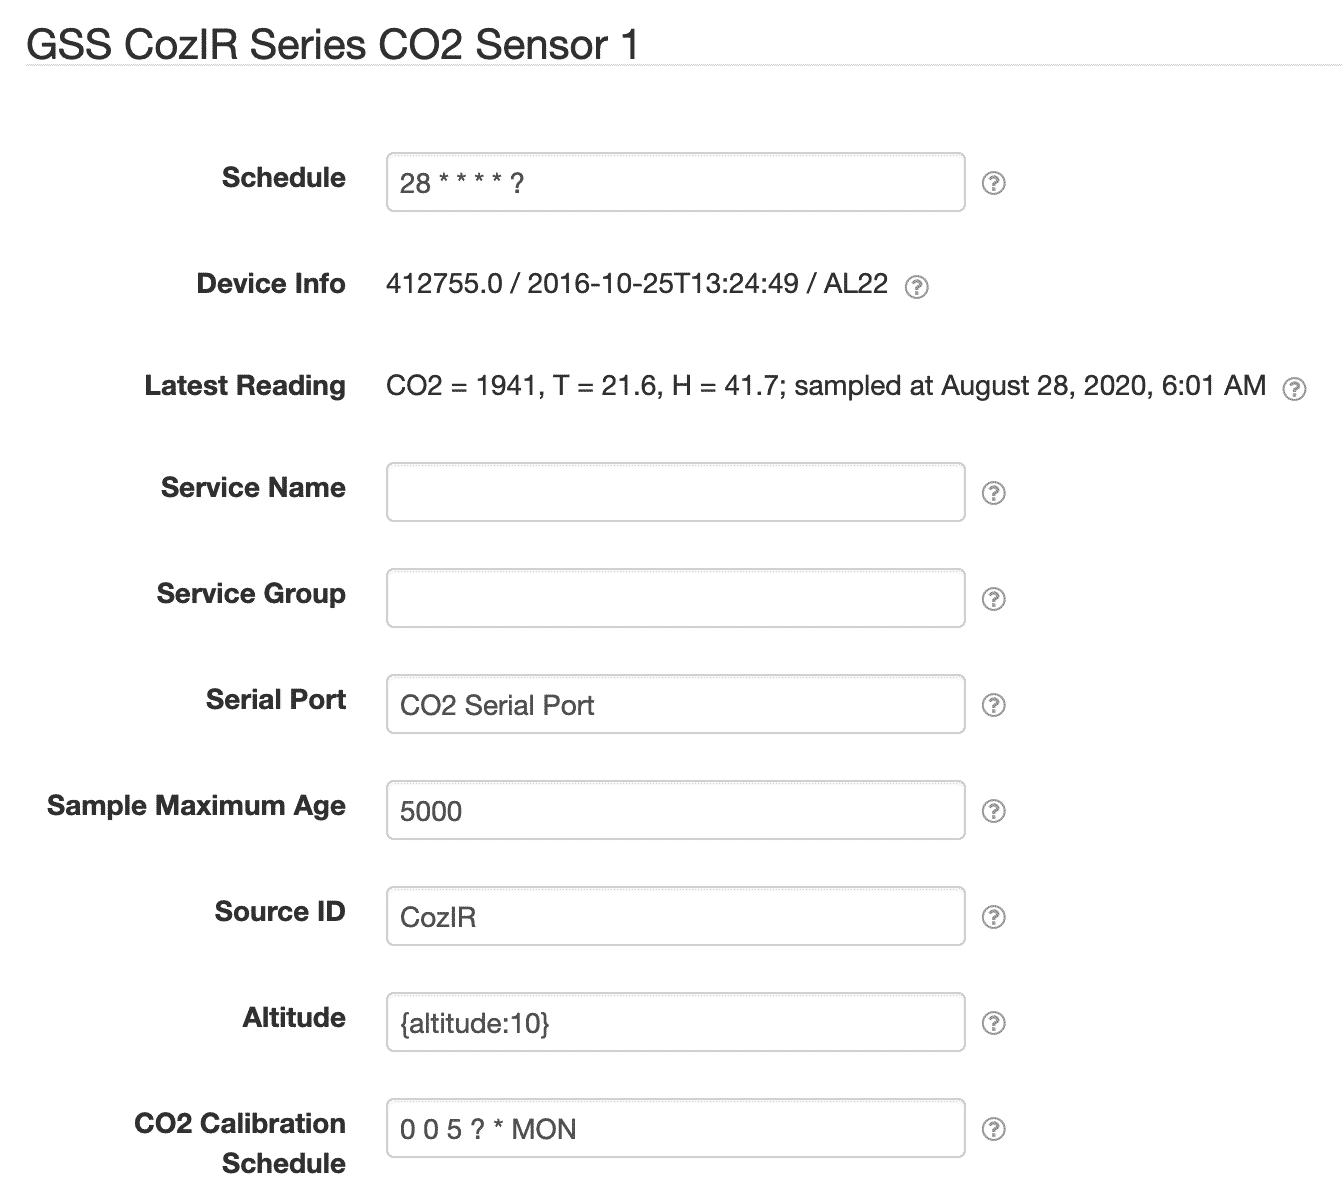 GSS CozIR Series CO2 Sensor 1
Schedule 28 * * * * ?
Device Info 412755.0 / 2016-10-25T13:24:49 / AL22
Latest Reading CO2 = 1941, T = 21.6, H = 41.7; sampled at August 28, 2020, 6:01 AM
Service Name
Service Group
Serial Port CO2 Serial Port
Sample Maximum Age 5000
Source ID CozIR
Altitude {altitude:10}
CO2 Calibration 0 0 5 ? * MON
Schedule